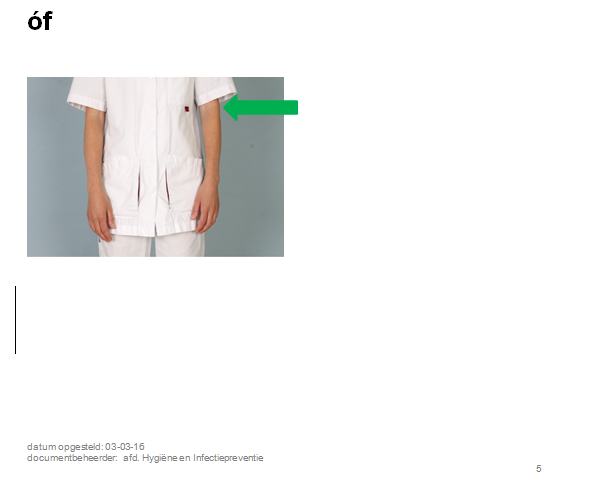 óf
datum opgesteld: 03-03-16
documentbeheerder: afd. Hygiëne en Infectiepreventie
5